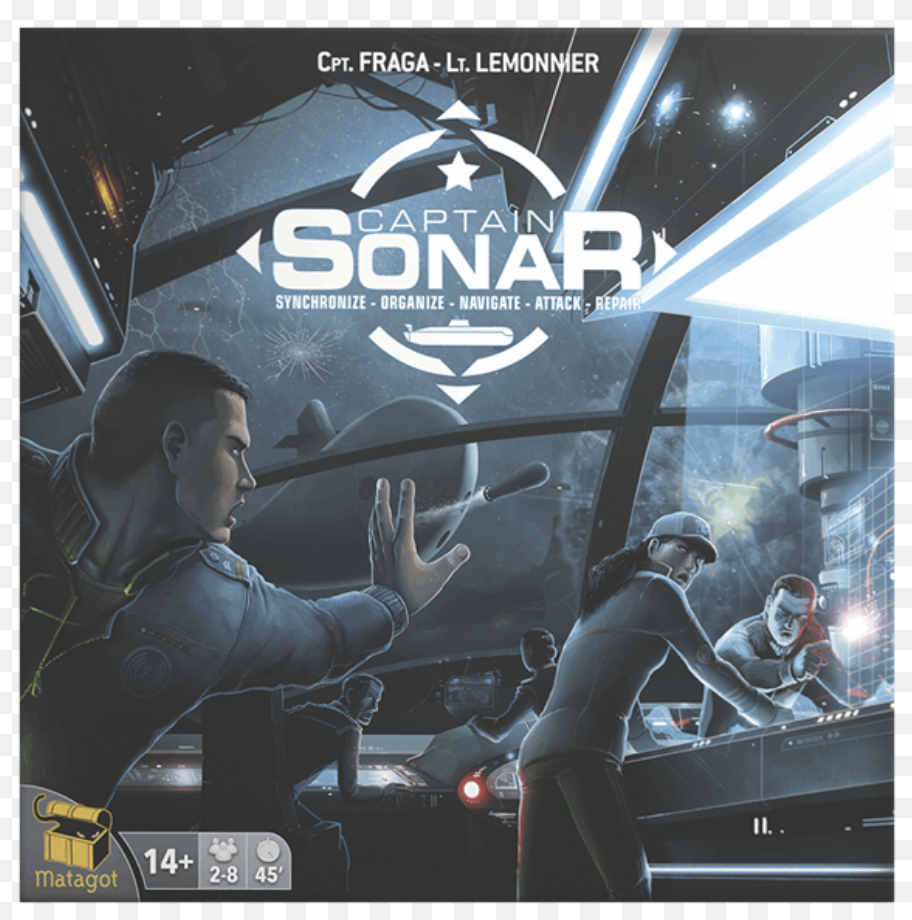 CPT. FRAGA - LT. LEMONNIER
CAPTAIN
SONAR
SYNCHRONIZE - ORGANIZE - NAVIGATE - ATTACK - REPAIR
matagot
14+
2-8
45'